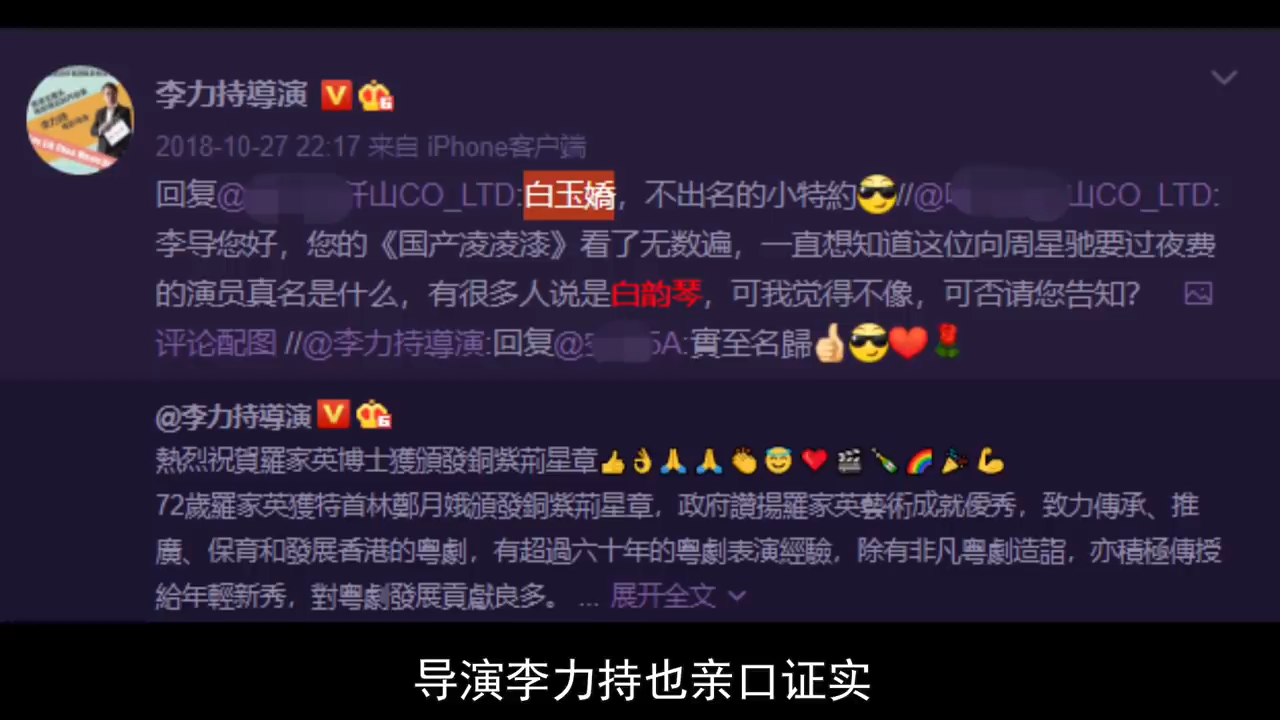 李力持導演
2018-10-27 22:17 来自 iPhone客户端
回复@ 山CO_LTD:白玉嬌，不出名的小特約😎//@ 山CO_LTD:
李导您好，您的《国产凌凌漆》看了无数遍，一直想知道这位向周星驰要过夜费
的演员真名是什么，有很多人说是白韵琴，可我觉得不像，可否请您告知？
评论配图 //@李力持導演:回复@ 5A:實至名歸👍😎❤️🌹
@李力持導演
熱烈祝賀羅家英博士獲頒發銅紫荊星章👍👌🙏🙏👏😇❤️🎬🍾🌈🎉💪
72歲羅家英獲特首林鄭月娥頒發銅紫荊星章，政府讚揚羅家英藝術成就優秀，致力傳承、推
廣、保育和發展香港的粵劇，有超過六十年的粵劇表演經驗，除有非凡粵劇造詣，亦積極傳授
給年輕新秀，對粵劇發展貢獻良多。 ... 展开全文
导演李力持也亲口证实